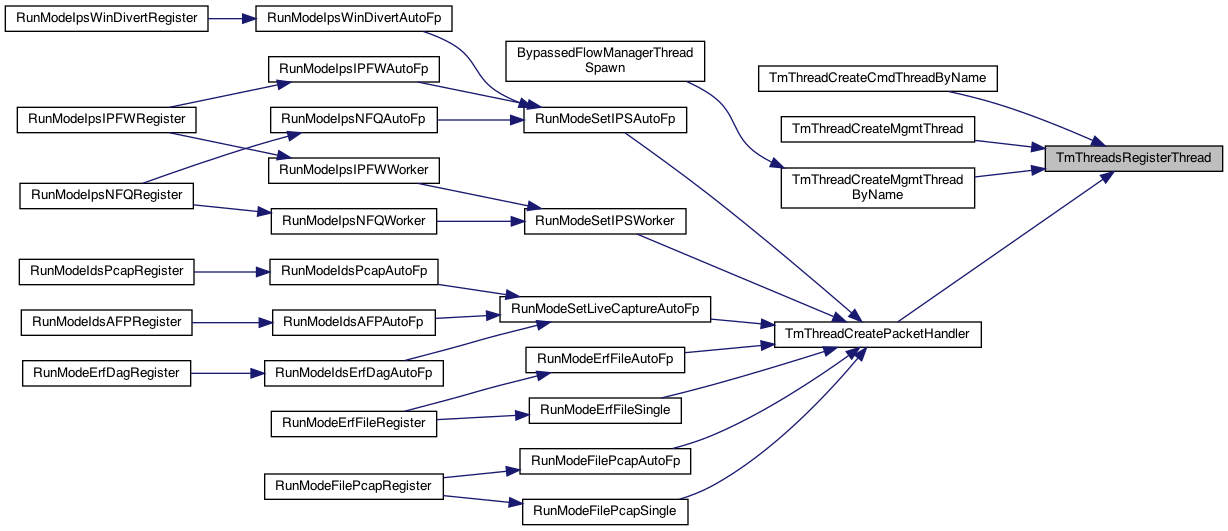 RunModeIpsWinDivertRegister
RunModeIpsWinDivertAutoFp
BypassedFlowManagerThread
Spawn
RunModeIpsIPFWAutoFp
TmThreadCreateCmdThreadByName
RunModeIpsIPFWRegister
RunModeIpsNFQAutoFp
RunModeSetIPSAutoFp
TmThreadCreateMgmtThread
TmThreadsRegisterThread
RunModeIpsIPFWWorker
TmThreadCreateMgmtThread
ByName
RunModeIpsNFQRegister
RunModeIpsNFQWorker
RunModeSetIPSWorker
RunModeIdsPcapRegister
RunModeIdsPcapAutoFp
RunModeSetLiveCaptureAutoFp
RunModeIdsAFPRegister
RunModeIdsAFPAutoFp
TmThreadCreatePacketHandler
RunModeErfFileAutoFp
RunModeErfDagRegister
RunModeIdsErfDagAutoFp
RunModeErfFileSingle
RunModeErfFileRegister
RunModeFilePcapAutoFp
RunModeFilePcapRegister
RunModeFilePcapSingle